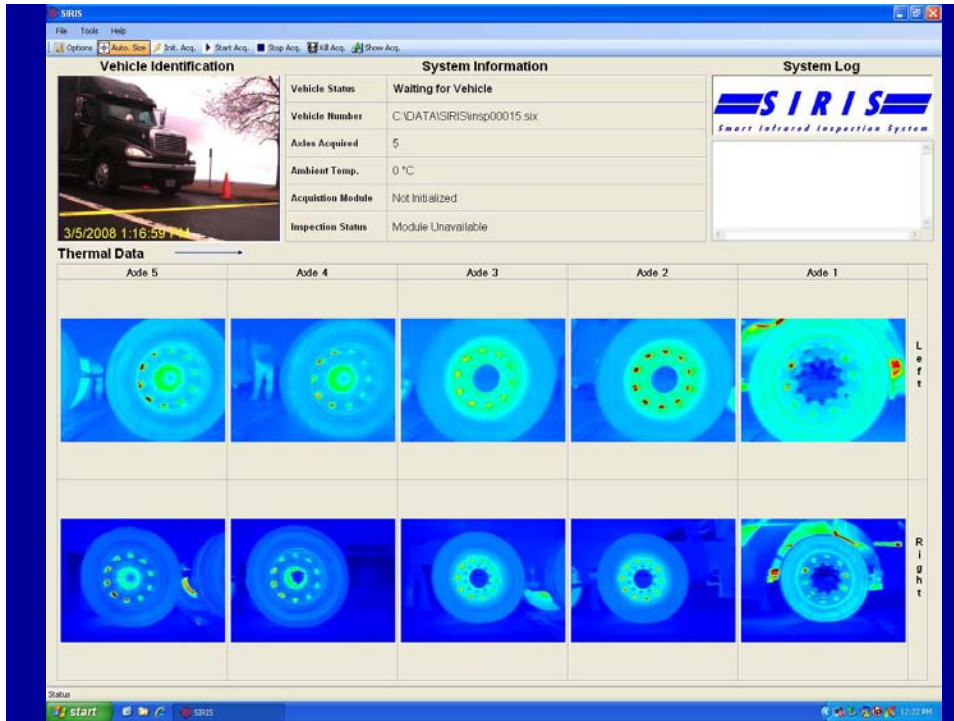 SIRIS
File Tools Help
Options Auto. Size Init. Acq. Start Acq. Stop Acq. Kill Acq. Show Acq.
Vehicle Identification
System Information
System Log
Vehicle Status Waiting for Vehicle
Vehicle Number C:\DATA\SIRIS\insp00015.six
Axles Acquired 5
Ambient Temp. 0 °C
Acquistion Module Not Initialized
Inspection Status Module Unavailable
SIRIS
Smart Infrared Inspection System
3/5/2008 1:16:59 PM
Thermal Data
Axle 5 Axle 4 Axle 3 Axle 2 Axle 1
Left
Right
Status
start SIRIS 12:22 PM